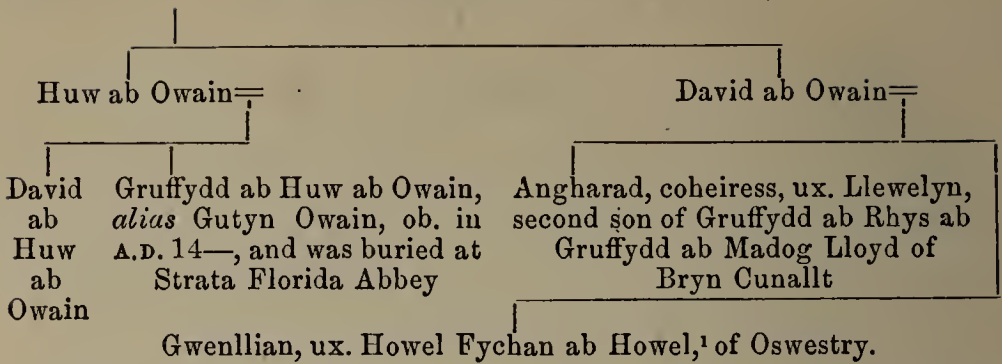 Huw ab Owain= David ab Owain=
David
ab
Huw
ab
Owain
Gruffydd ab Huw ab Owain,
alias Gutyn Owain, ob. in
A.D. 14—, and was buried at
Strata Florida Abbey
Angharad, coheiress, ux. Llewelyn,
second son of Gruffydd ab Rhys ab
Gruffydd ab Madog Lloyd of
Bryn Cunallt
Gwenllian, ux. Howel Fychan ab Howel,¹ of Oswestry.